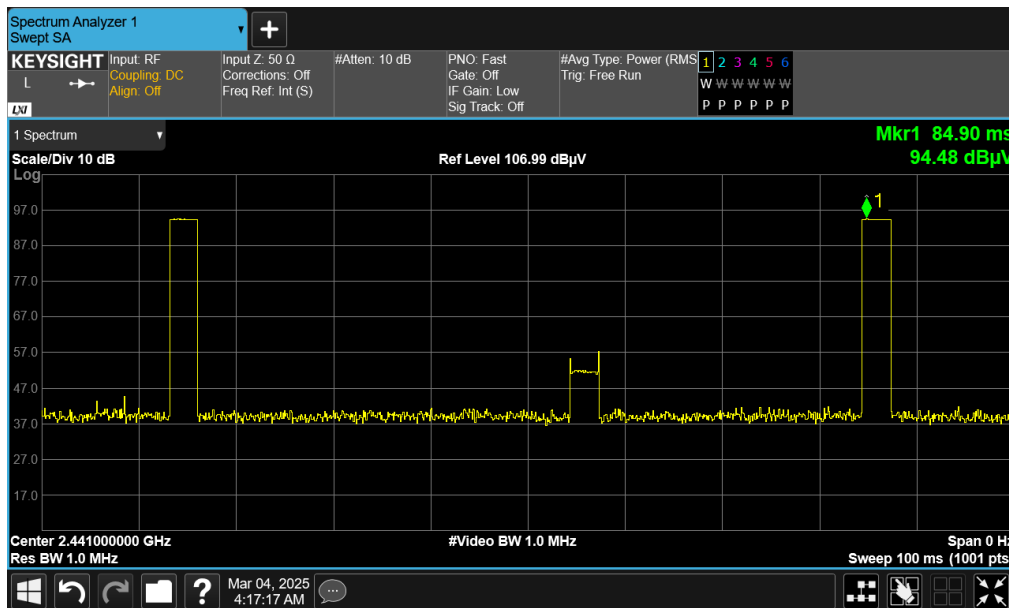 Spectrum Analyzer 1
Swept SA
+
KEYSIGHT
L
LXI
Input: RF
Coupling: DC
Align: Off
Input Z: 50 Ω
Corrections: Off
Freq Ref: Int (S)
#Atten: 10 dB
PNO: Fast
Gate: Off
IF Gain: Low
Sig Track: Off
#Avg Type: Power (RMS
Trig: Free Run
1 2 3 4 5 6
W W W W W W
P P P P P P
1 Spectrum
Mkr1 84.90 ms
Scale/Div 10 dB
Ref Level 106.99 dBµV
94.48 dBµV
Log
1
97.0
87.0
77.0
67.0
57.0
47.0
37.0
27.0
17.0
Center 2.441000000 GHz
#Video BW 1.0 MHz
Span 0 Hz
Res BW 1.0 MHz
Sweep 100 ms (1001 pts
?
Mar 04, 2025
4:17:17 AM